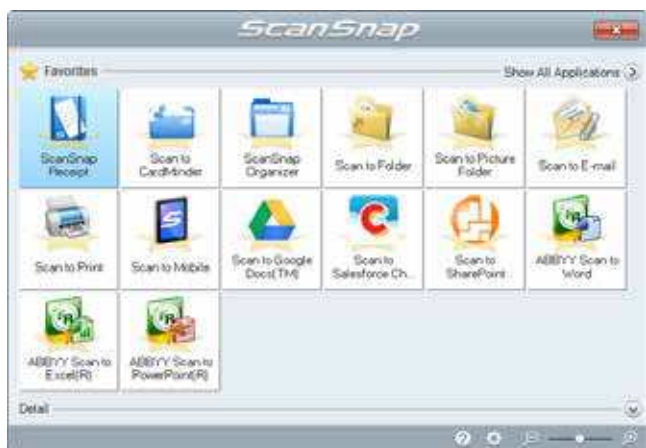 ScanSnap
Favorites
Show All Applications
ScanSnap
Receipt
Scan to
CardMinder
ScanSnap
Organizer
Scan to Folder
Scan to Picture
Folder
Scan to E-mail
Scan to Print
Scan to Mobile
Scan to Google
Docs(TM)
Scan to
Salesforce Ch...
Scan to
SharePoint
ABBYY Scan to
Word
ABBYY Scan to
Excel(R)
ABBYY Scan to
PowerPoint(R)
Detail